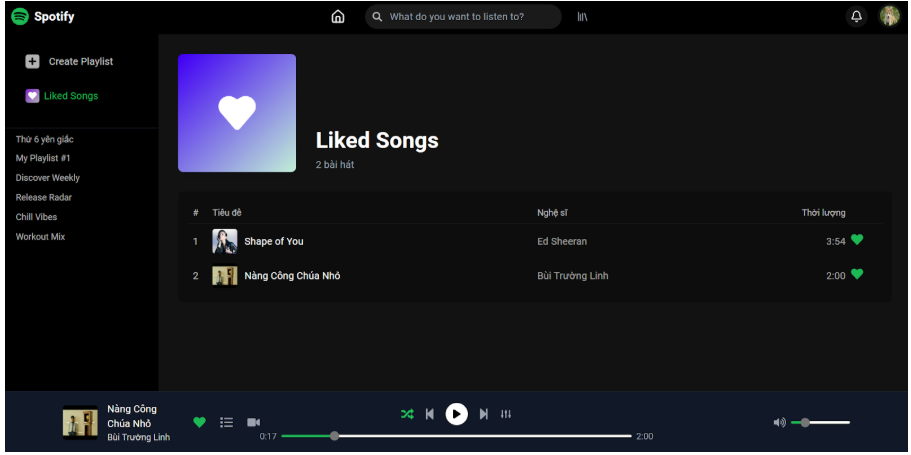 Spotify
What do you want to listen to?
Create Playlist
Liked Songs
Thứ 6 yên giấc
My Playlist #1
Discover Weekly
Release Radar
Chill Vibes
Workout Mix
Liked Songs
2 bài hát
# Tiêu đề Nghệ sĩ Thời lượng
1 Shape of You Ed Sheeran 3:54
2 Nàng Công Chúa Nhỏ Bùi Trường Linh 2:00
Nàng Công
Chúa Nhỏ
Bùi Trường Linh
0:17 2:00